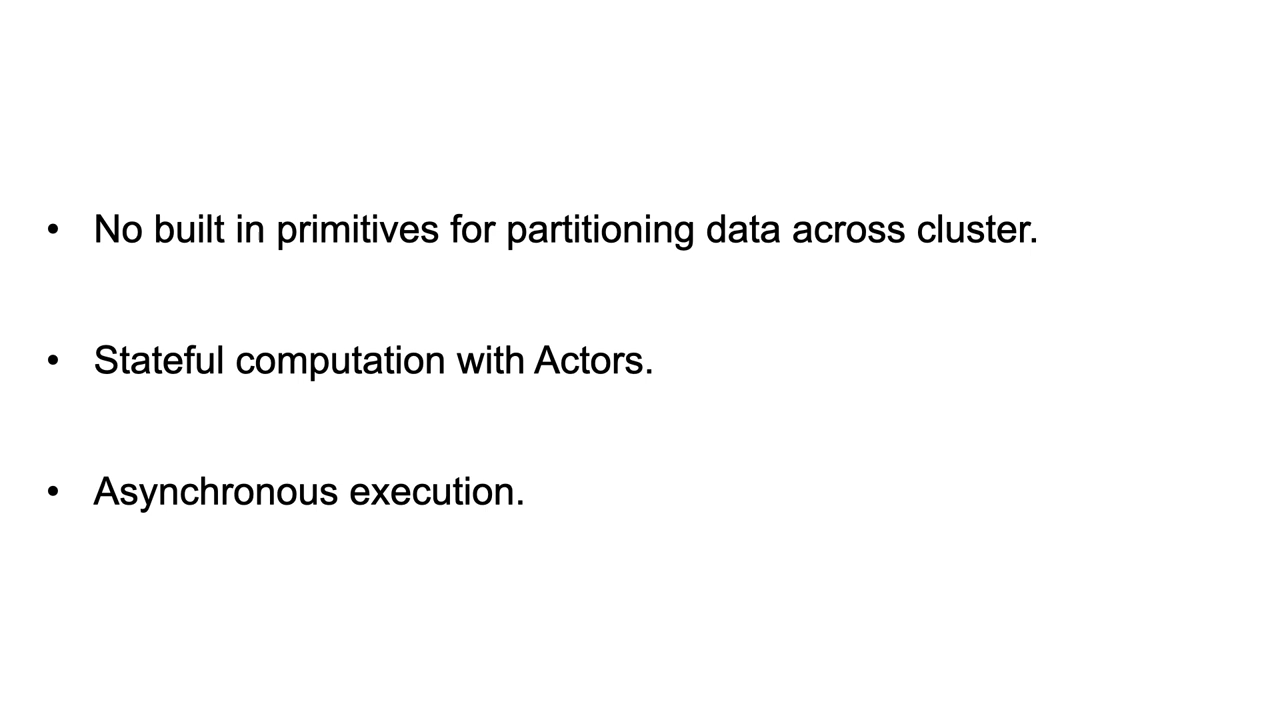 • No built in primitives for partitioning data across cluster.
• Stateful computation with Actors.
• Asynchronous execution.